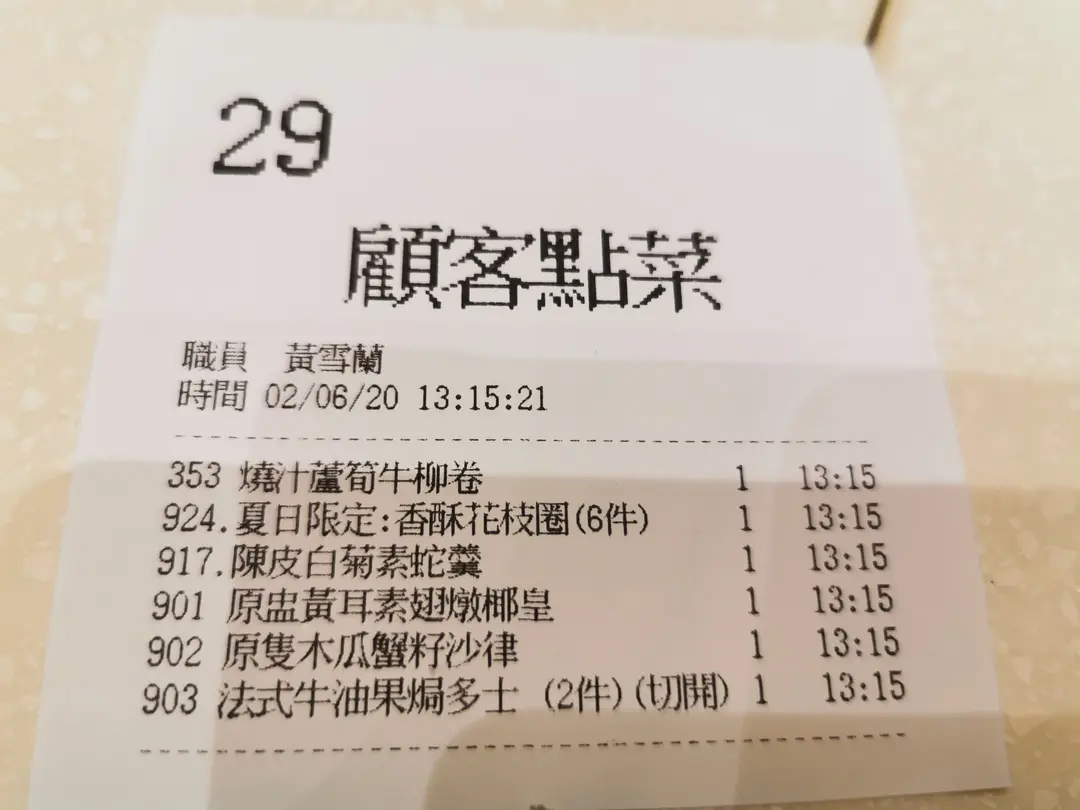 29
顧客點菜
職員 黃雪蘭
時間 02/06/20 13:15:21
353 燒汁蘆筍牛柳卷 1 13:15
924.夏日限定:香酥花枝圈(6件) 1 13:15
917.陳皮白菊素蛇羹 1 13:15
901 原盅黃耳素翅燉椰皇 1 13:15
902 原隻木瓜蟹籽沙律 1 13:15
903 法式牛油果焗多士 (2件)(切開) 1 13:15